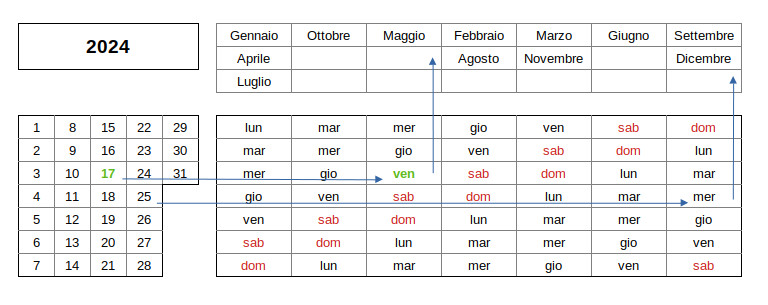 2024
Gennaio Ottobre Maggio Febbraio Marzo Giugno Settembre
Aprile Agosto Novembre Dicembre
Luglio
1 8 15 22 29 lun mar mer gio ven sab dom
2 9 16 23 30 mar mer gio ven sab dom lun
3 10 17 24 31 mer gio ven sab dom lun mar
4 11 18 25 gio ven sab dom lun mar mer
5 12 19 26 ven sab dom lun mar mer gio
6 13 20 27 sab dom lun mar mer gio ven
7 14 21 28 dom lun mar mer gio ven sab